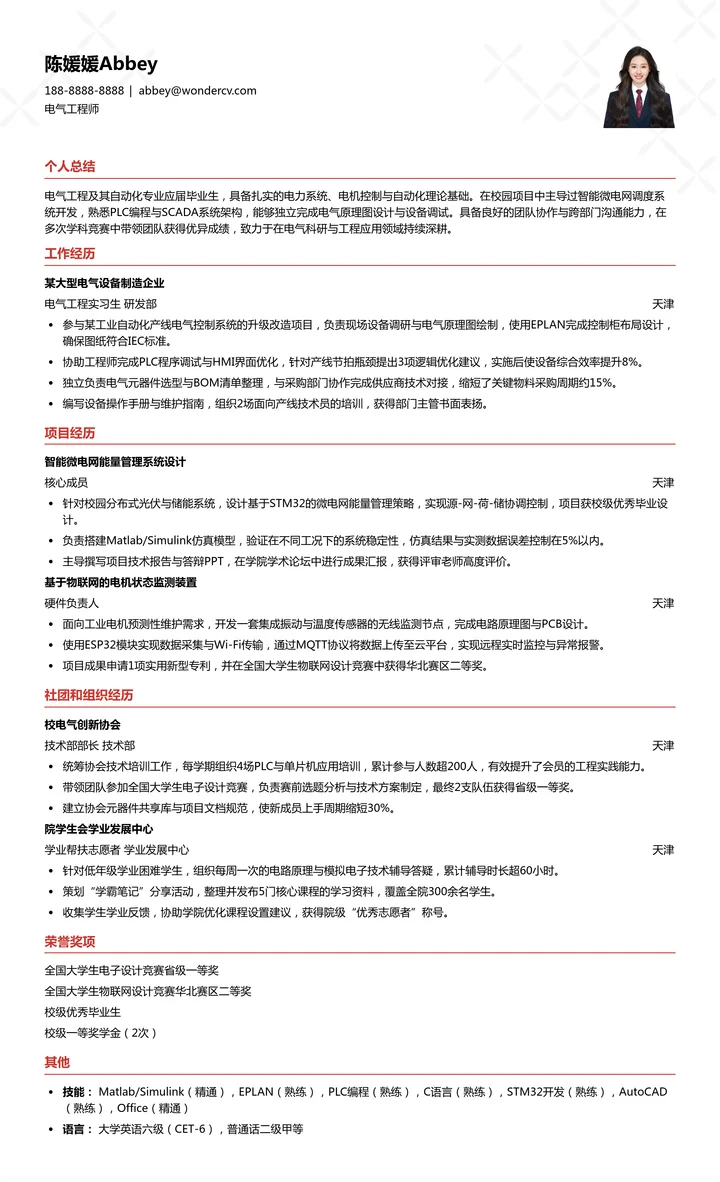 陈媛媛Abbey
188-8888-8888 | abbey@wondercv.com
电气工程师
个人总结
电气工程及其自动化专业应届毕业生，具备扎实的电力系统、电机控制与自动化理论基础。在校园项目中主导过智能微电网调度系
统开发，熟悉PLC编程与SCADA系统架构，能够独立完成电气原理图设计与设备调试。具备良好的团队协作与跨部门沟通能力，在
多次学科竞赛中带领团队获得优异成绩，致力于在电气科研与工程应用领域持续深耕。
工作经历
某大型电气设备制造企业
电气工程实习生 研发部 天津
• 参与某工业自动化产线电气控制系统的升级改造项目，负责现场设备调研与电气原理图绘制，使用EPLAN完成控制柜布局设计，
确保图纸符合IEC标准。
• 协助工程师完成PLC程序调试与HMI界面优化，针对产线节拍瓶颈提出3项逻辑优化建议，实施后使设备综合效率提升8%。
• 独立负责电气元器件选型与BOM清单整理，与采购部门协作完成供应商技术对接，缩短了关键物料采购周期约15%。
• 编写设备操作手册与维护指南，组织2场面向产线技术员的培训，获得部门主管书面表扬。
项目经历
智能微电网能量管理系统设计
核心成员 天津
• 针对校园分布式光伏与储能系统，设计基于STM32的微电网能量管理策略，实现源-网-荷-储协调控制，项目获校级优秀毕业设
计。
• 负责搭建Matlab/Simulink仿真模型，验证在不同工况下的系统稳定性，仿真结果与实测数据误差控制在5%以内。
• 主导撰写项目技术报告与答辩PPT，在学院学术论坛中进行成果汇报，获得评审老师高度评价。
基于物联网的电机状态监测装置
硬件负责人 天津
• 面向工业电机预测性维护需求，开发一套集成振动与温度传感器的无线监测节点，完成电路原理图与PCB设计。
• 使用ESP32模块实现数据采集与Wi-Fi传输，通过MQTT协议将数据上传至云平台，实现远程实时监控与异常报警。
• 项目成果申请1项实用新型专利，并在全国大学生物联网设计竞赛中获得华北赛区二等奖。
社团和组织经历
校电气创新协会
技术部部长 技术部 天津
• 统筹协会技术培训工作，每学期组织4场PLC与单片机应用培训，累计参与人数超200人，有效提升了会员的工程实践能力。
• 带领团队参加全国大学生电子设计竞赛，负责赛前选题分析与技术方案制定，最终2支队伍获得省级一等奖。
• 建立协会元器件共享库与项目文档规范，使新成员上手周期缩短30%。
院学生会学业发展中心
学业帮扶志愿者 学业发展中心 天津
• 针对低年级学业困难学生，组织每周一次的电路原理与模拟电子技术辅导答疑，累计辅导时长超60小时。
• 策划“学霸笔记”分享活动，整理并发布5门核心课程的学习资料，覆盖全院300余名学生。
• 收集学生学业反馈，协助学院优化课程设置建议，获得院级“优秀志愿者”称号。
荣誉奖项
全国大学生电子设计竞赛省级一等奖
全国大学生物联网设计竞赛华北赛区二等奖
校级优秀毕业生
校级一等奖学金（2次）
其他
• 技能： Matlab/Simulink（精通），EPLAN（熟练），PLC编程（熟练），C语言（熟练），STM32开发（熟练），AutoCAD
（熟练），Office（精通）
• 语言： 大学英语六级（CET-6），普通话二级甲等